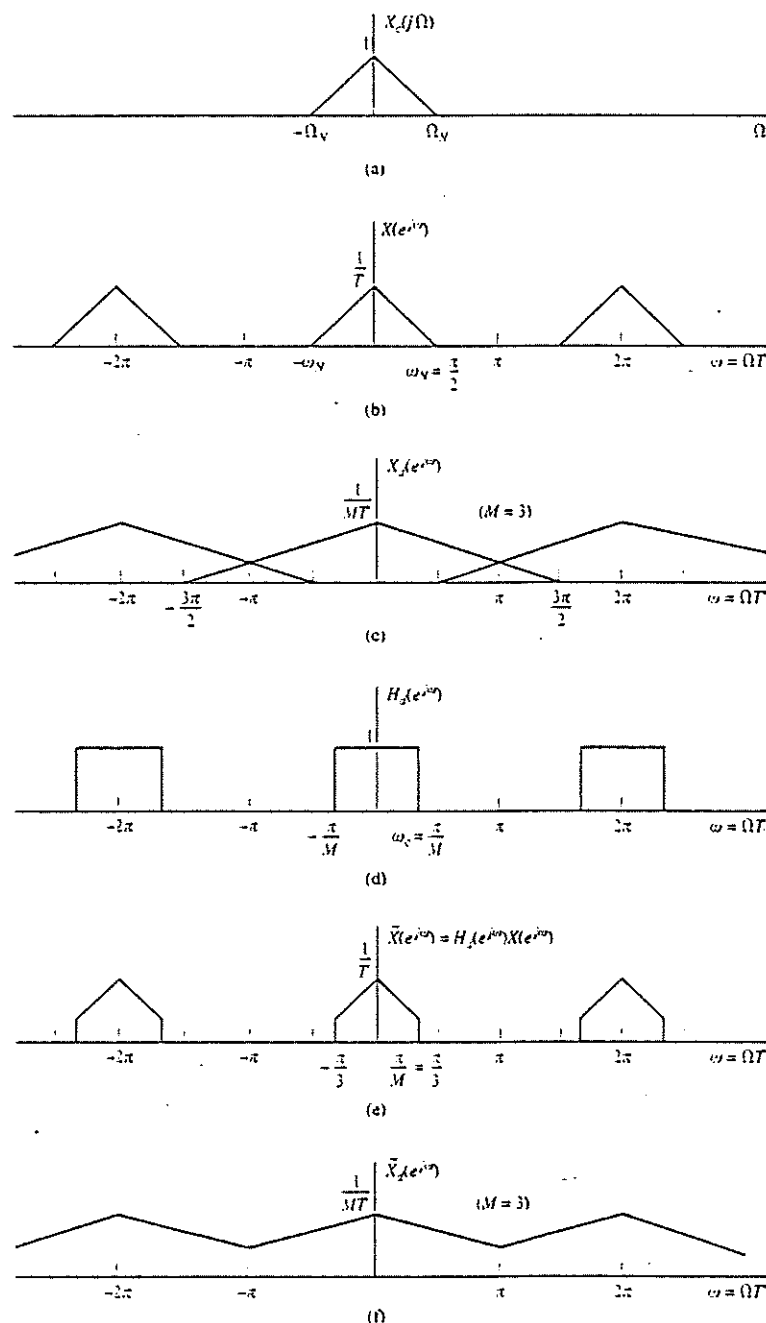 X_c(jΩ)
1
−Ω_N Ω_N Ω
(a)
X(e^{jω})
1/T
−2π −π −ω_N ω_N = π/2 π 2π ω = ΩT
(b)
X_d(e^{jω})
1/MT (M = 3)
−2π −3π/2 −π π 3π/2 2π ω = ΩT
(c)
H_d(e^{jω})
1
−2π −π −π/M ω_c = π/M π 2π ω = ΩT
(d)
X̃(e^{jω}) = H_d(e^{jω})X(e^{jω})
1/T
−2π −π −π/3 π/M = π/3 π 2π ω = ΩT
(e)
X̃_d(e^{jω})
1/MT (M = 3)
−2π −π π 2π ω = ΩT
(f)